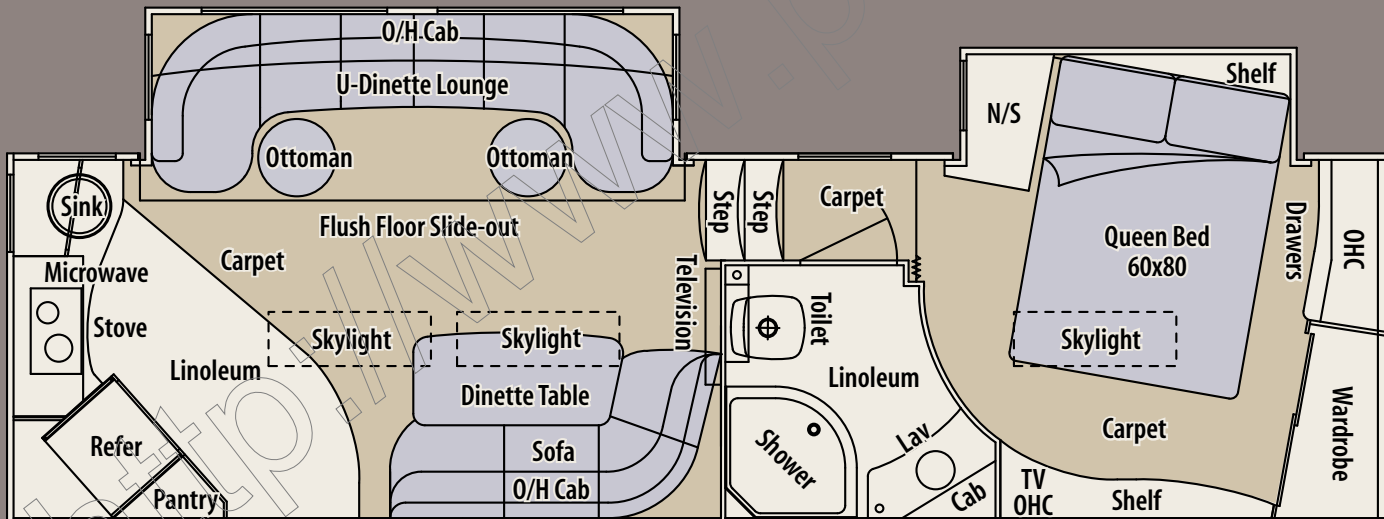 O/H Cab
U-Dinette Lounge
Ottoman
Ottoman
Sink
Microwave
Stove
Carpet
Flush Floor Slide-out
Skylight
Skylight
Television
Linoleum
Dinette Table
Refer
Pantry
Sofa
O/H Cab
Step
Step
Carpet
Toilet
Linoleum
Shower
Lav
Cab
N/S
Shelf
Queen Bed
60x80
Drawers
OHC
Skylight
Carpet
Wardrobe
TV
OHC
Shelf
http://www.p